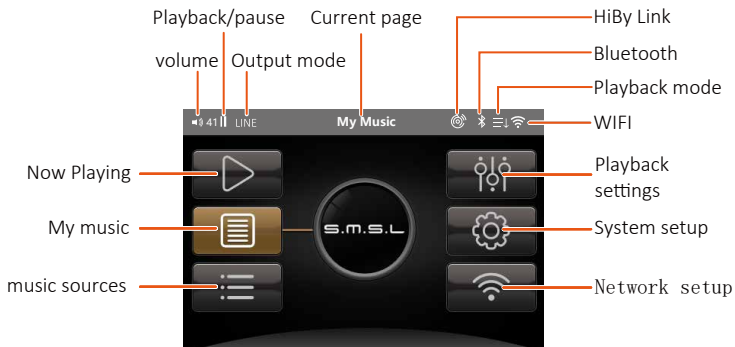 Playback/pause
Current page
HiBy Link
volume
Output mode
Bluetooth
Playback mode
WIFI
41 LINE
My Music
Now Playing
Playback
settings
My music
S.m.S.L
System setup
music sources
Network setup